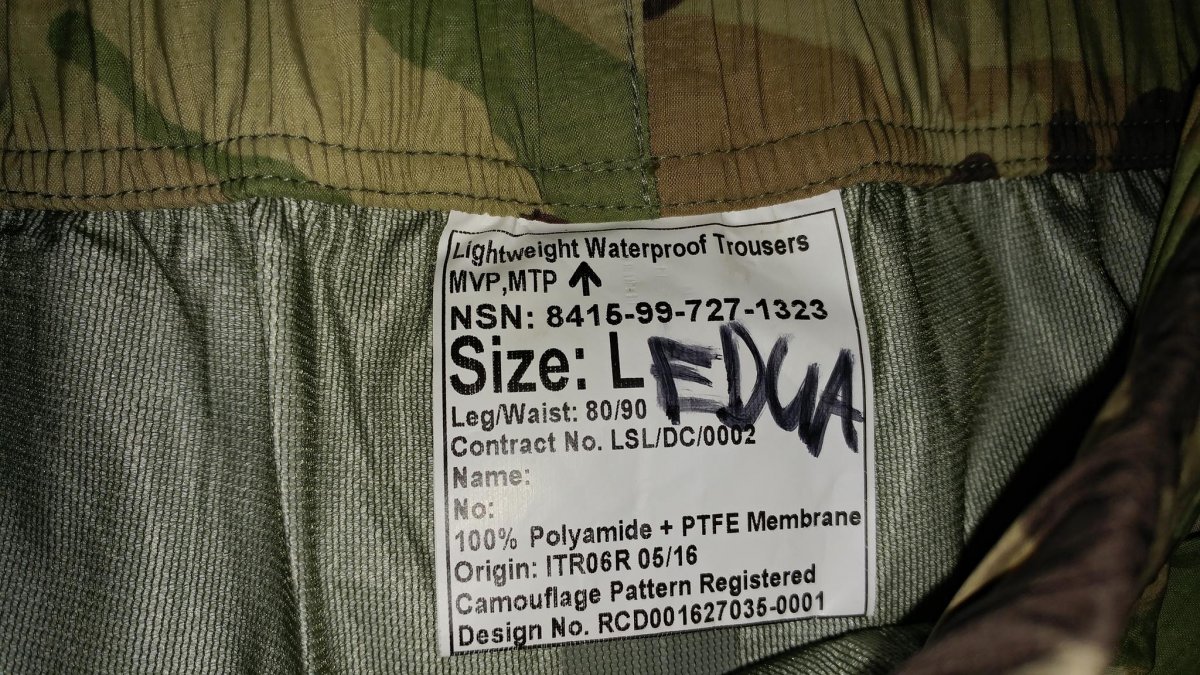 Lightweight Waterproof Trousers
MVP,MTP
NSN: 8415-99-727-1323
Size: L EDGA
Leg/Waist: 80/90
Contract No. LSL/DC/0002
Name:
No:
100% Polyamide + PTFE Membrane
Origin: ITR06R 05/16
Camouflage Pattern Registered
Design No. RCD001627035-0001